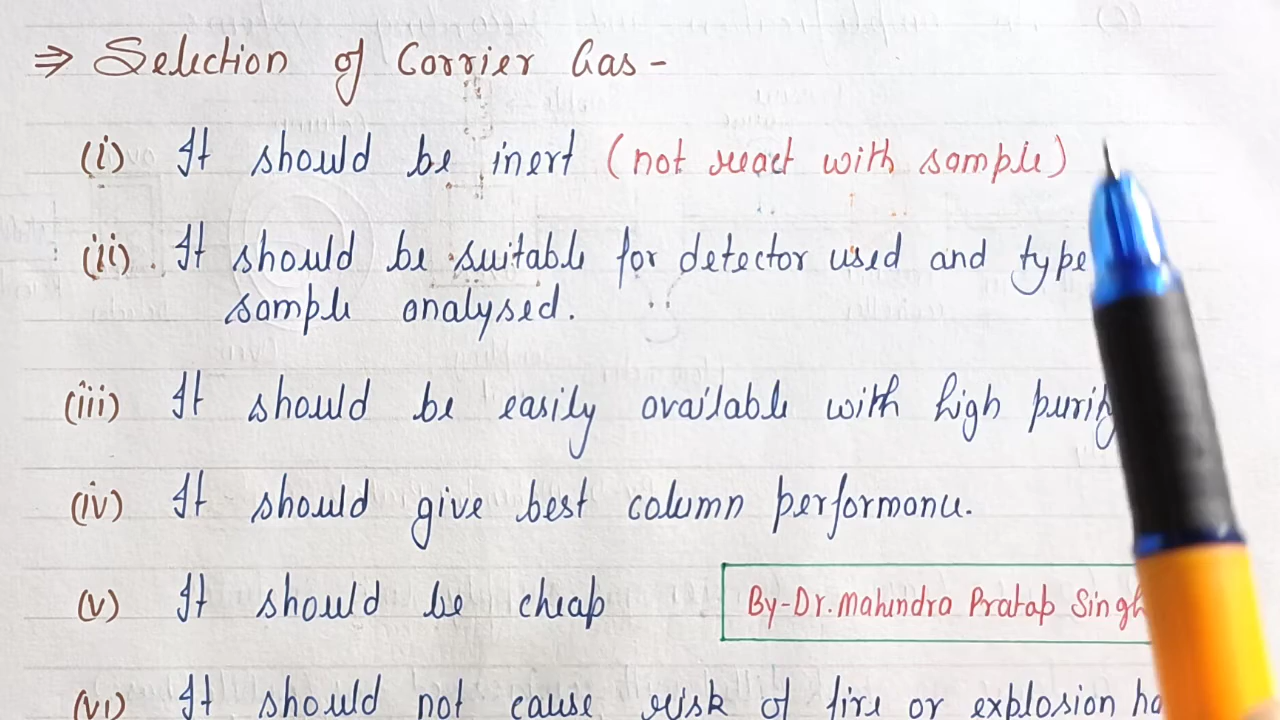 ⇒ Selection of Carrier Gas -
(i) It should be inert (not react with sample)
(ii). It should be suitable for detector used and type
sample analysed.
(iii) It should be easily available with high purity
(iv) It should give best column performance.
(v) It should be cheap
By-Dr. Mahindra Pratap Singh
(vi) It should not cause risk of fire or explosion ha